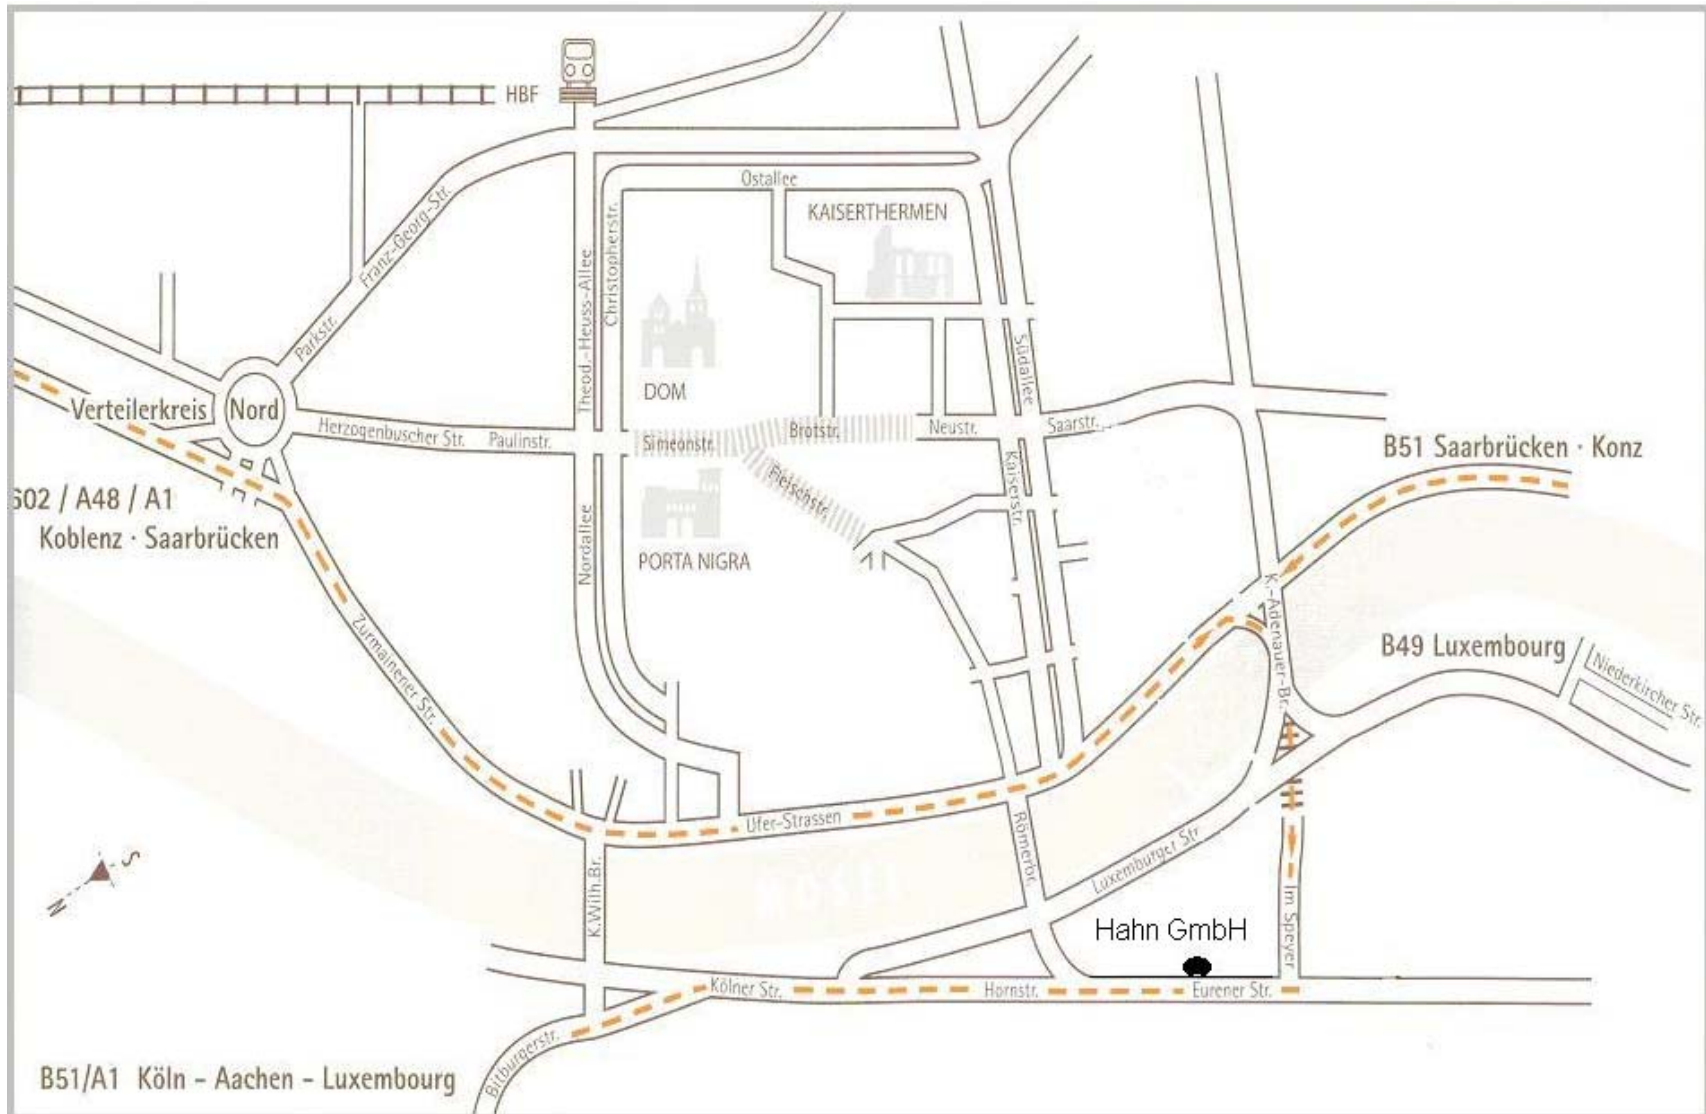 HBF
Ostallee
KAISERTHERMEN
Franz-Georg-Str.
Christopherstr.
Theod.-Heuss-Allee
Parkstr.
Südallee
DOM
Verteilerkreis
Nord
Herzogenbuscher Str.
Paulinstr.
Simeonstr.
Brotstr.
Neustr.
Saarstr.
B51 Saarbrücken · Konz
Fleischstr.
Kaiserstr.
602 / A48 / A1
Koblenz · Saarbrücken
Nordallee
PORTA NIGRA
K.-Adenauer-Br.
B49 Luxembourg
Niederkircher Str.
Zurmainener Str.
Ufer-Strassen
Römerbr.
Luxemburger Str.
S
N
K.Wilh.Br.
MOSEL
Hahn GmbH
Im Speyer
Kölner Str.
Hornstr.
Eurener Str.
Bitburgerstr.
B51/A1 Köln - Aachen - Luxembourg